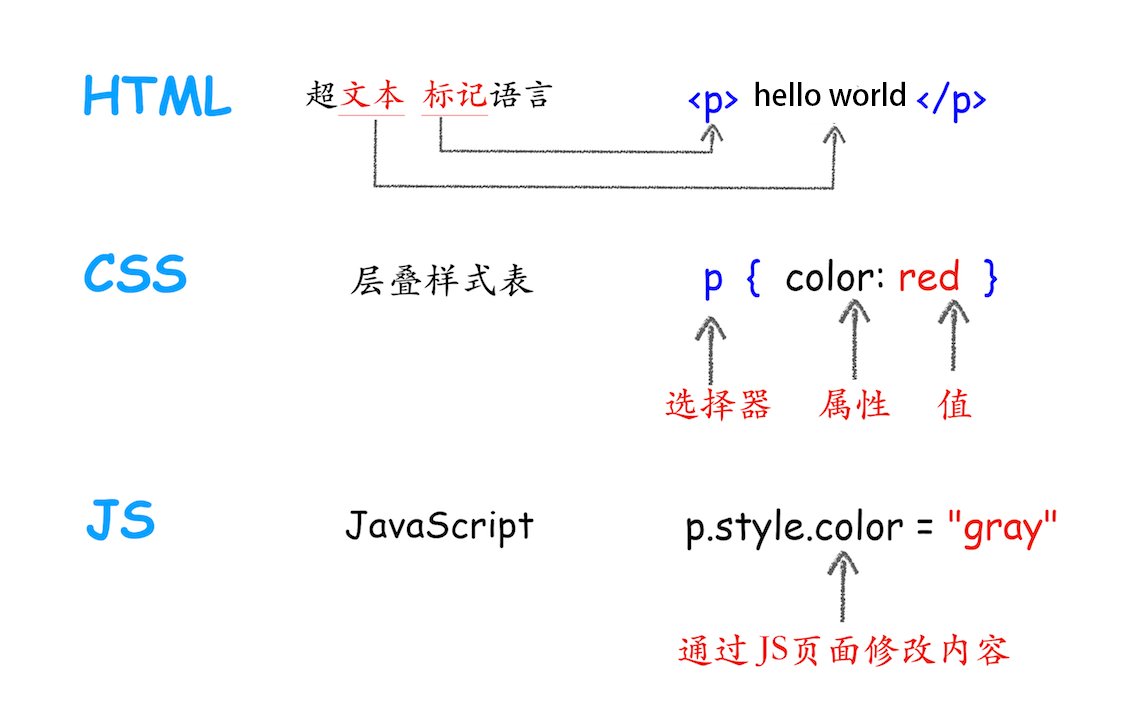 HTML 超文本 标记语言 <p> hello world </p>
CSS 层叠样式表 p { color: red }
选择器 属性 值
JS JavaScript p.style.color = "gray"
通过JS页面修改内容